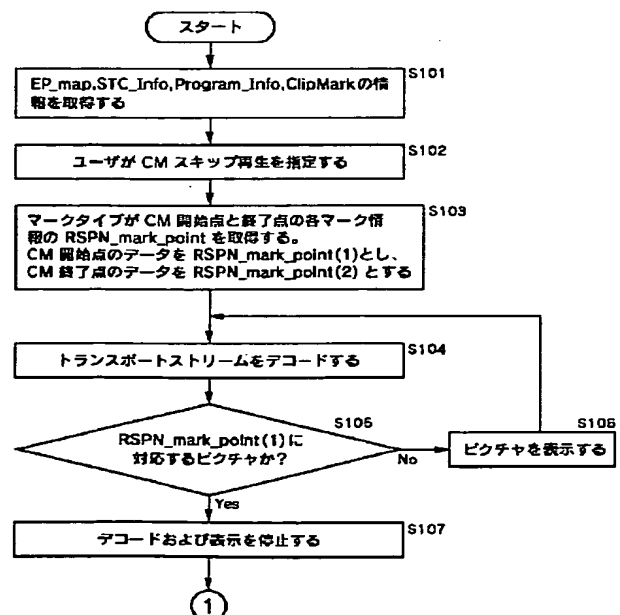 スタート
S101
EP_map,STC_Info,Program_Info,ClipMarkの情
報を取得する
S102
ユーザが CM スキップ再生を指定する
S103
マークタイプが CM 開始点と終了点の各マーク情
報の RSPN_mark_point を取得する。
CM 開始点のデータを RSPN_mark_point(1)とし、
CM 終了点のデータを RSPN_mark_point(2) とする
S104
トランスポートストリームをデコードする
S105
RSPN_mark_point(1)に
対応するピクチャか?
No
S106
ピクチャを表示する
Yes
S107
デコードおよび表示を停止する
1